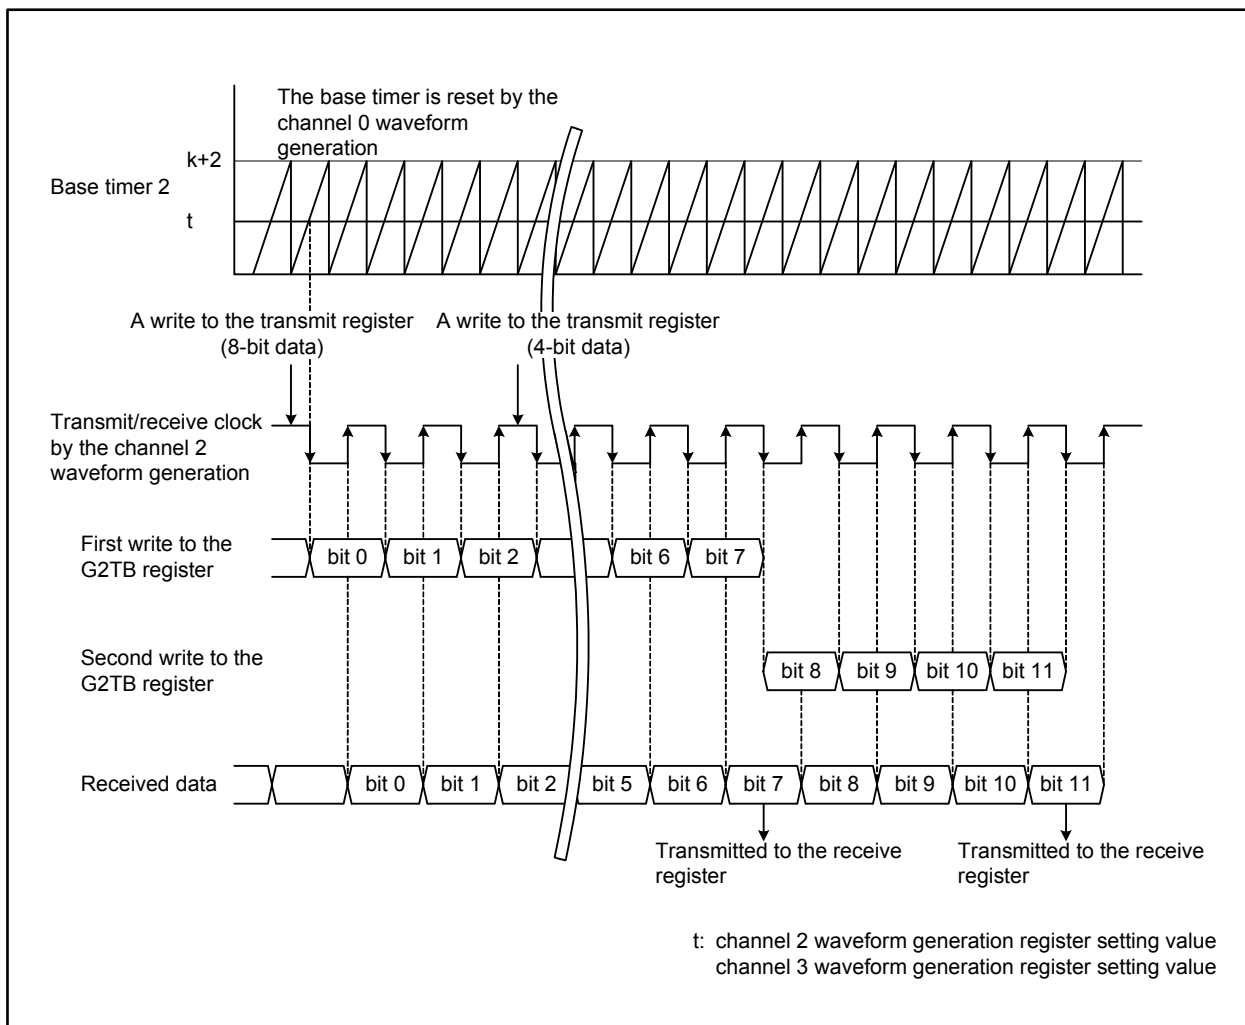 The base timer is reset by the
channel 0 waveform
generation
k+2
Base timer 2
t
A write to the transmit register
(8-bit data)
A write to the transmit register
(4-bit data)
Transmit/receive clock
by the channel 2
waveform generation
First write to the
G2TB register
bit 0 bit 1 bit 2 bit 6 bit 7
Second write to the
G2TB register
bit 8 bit 9 bit 10 bit 11
Received data
bit 0 bit 1 bit 2 bit 5 bit 6 bit 7 bit 8 bit 9 bit 10 bit 11
Transmitted to the receive
register
Transmitted to the receive
register
t: channel 2 waveform generation register setting value
channel 3 waveform generation register setting value